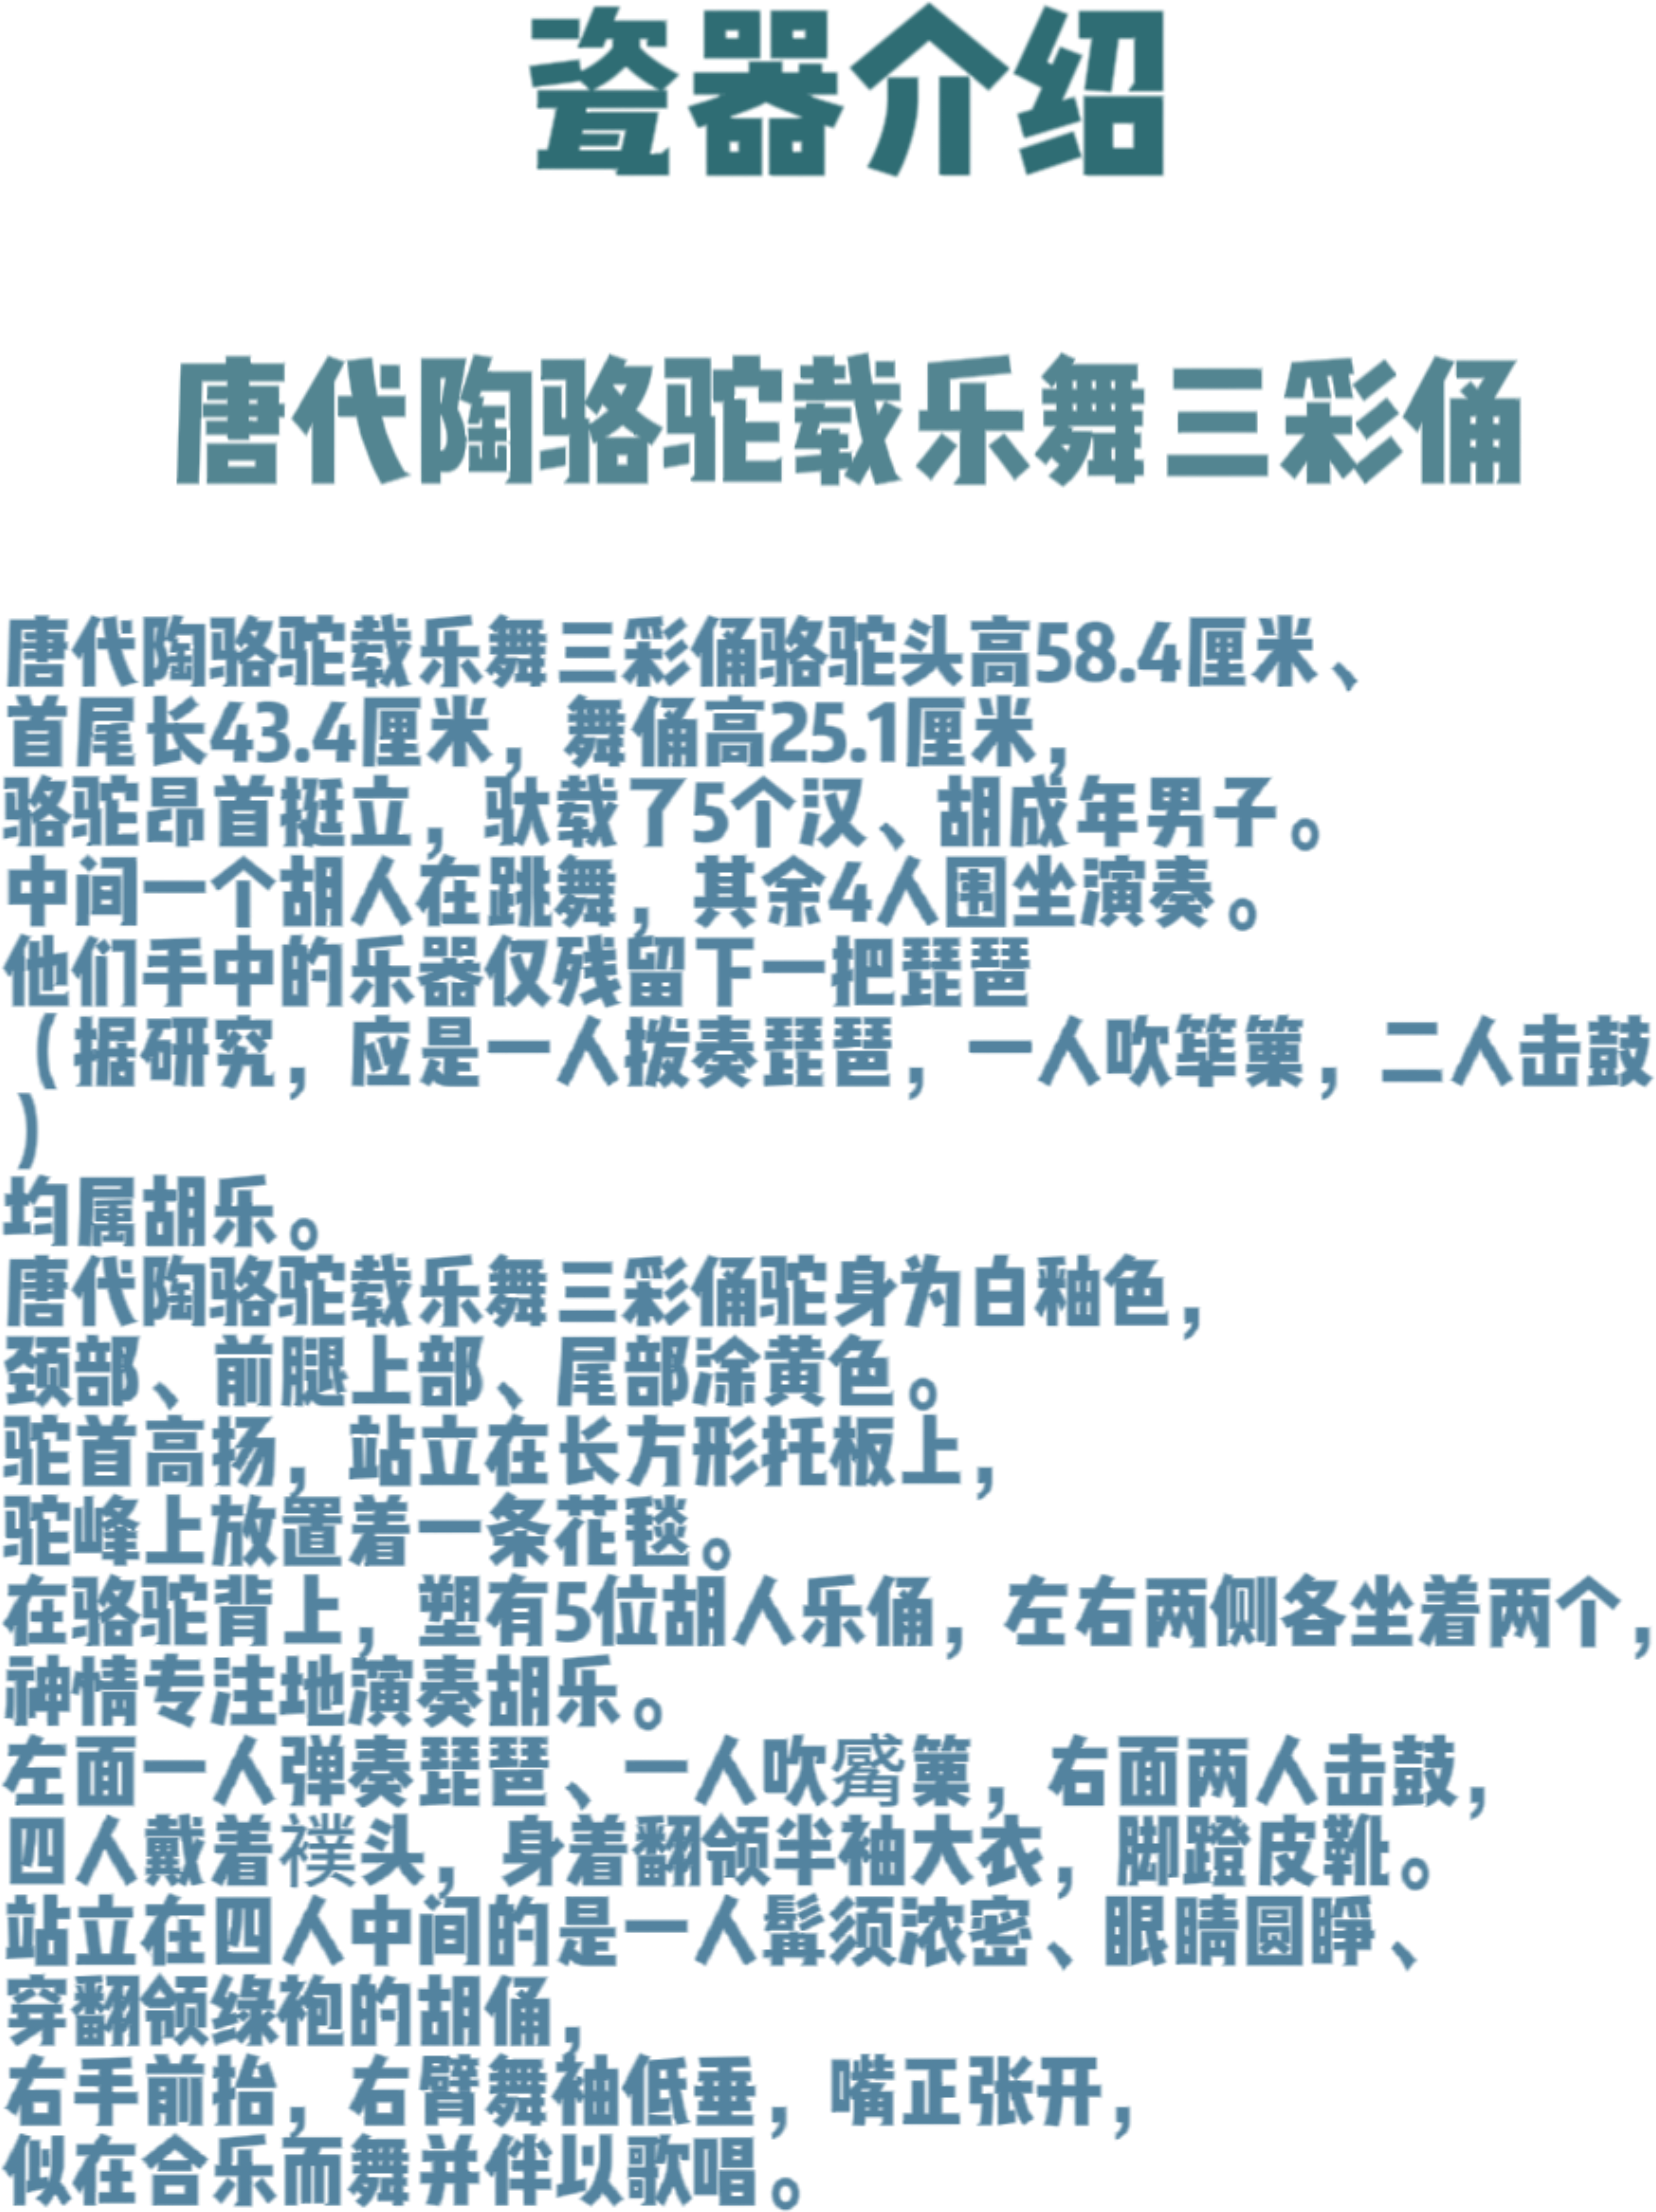 瓷器介绍
唐代陶骆驼载乐舞三彩俑
唐代陶骆驼载乐舞三彩俑骆驼头高58.4厘米、
首尾长43.4厘米，舞俑高25.1厘米，
骆驼昂首挺立，驮载了5个汉、胡成年男子。
中间一个胡人在跳舞，其余4人围坐演奏。
他们手中的乐器仅残留下一把琵琶
（据研究，应是一人拨奏琵琶，一人吹筚篥，二人击鼓
）
均属胡乐。
唐代陶骆驼载乐舞三彩俑驼身为白釉色，
颈部、前腿上部、尾部涂黄色。
驼首高扬，站立在长方形托板上，
驼峰上放置着一条花毯。
在骆驼背上，塑有5位胡人乐俑，左右两侧各坐着两个，
神情专注地演奏胡乐。
左面一人弹奏琵琶、一人吹觱篥，右面两人击鼓，
四人戴着襆头，身着翻领半袖大衣，脚蹬皮靴。
站立在四人中间的是一人髯须浓密、眼睛圆睁、
穿翻领绿袍的胡俑，
右手前抬，右臂舞袖低垂，嘴正张开，
似在合乐而舞并伴以歌唱。